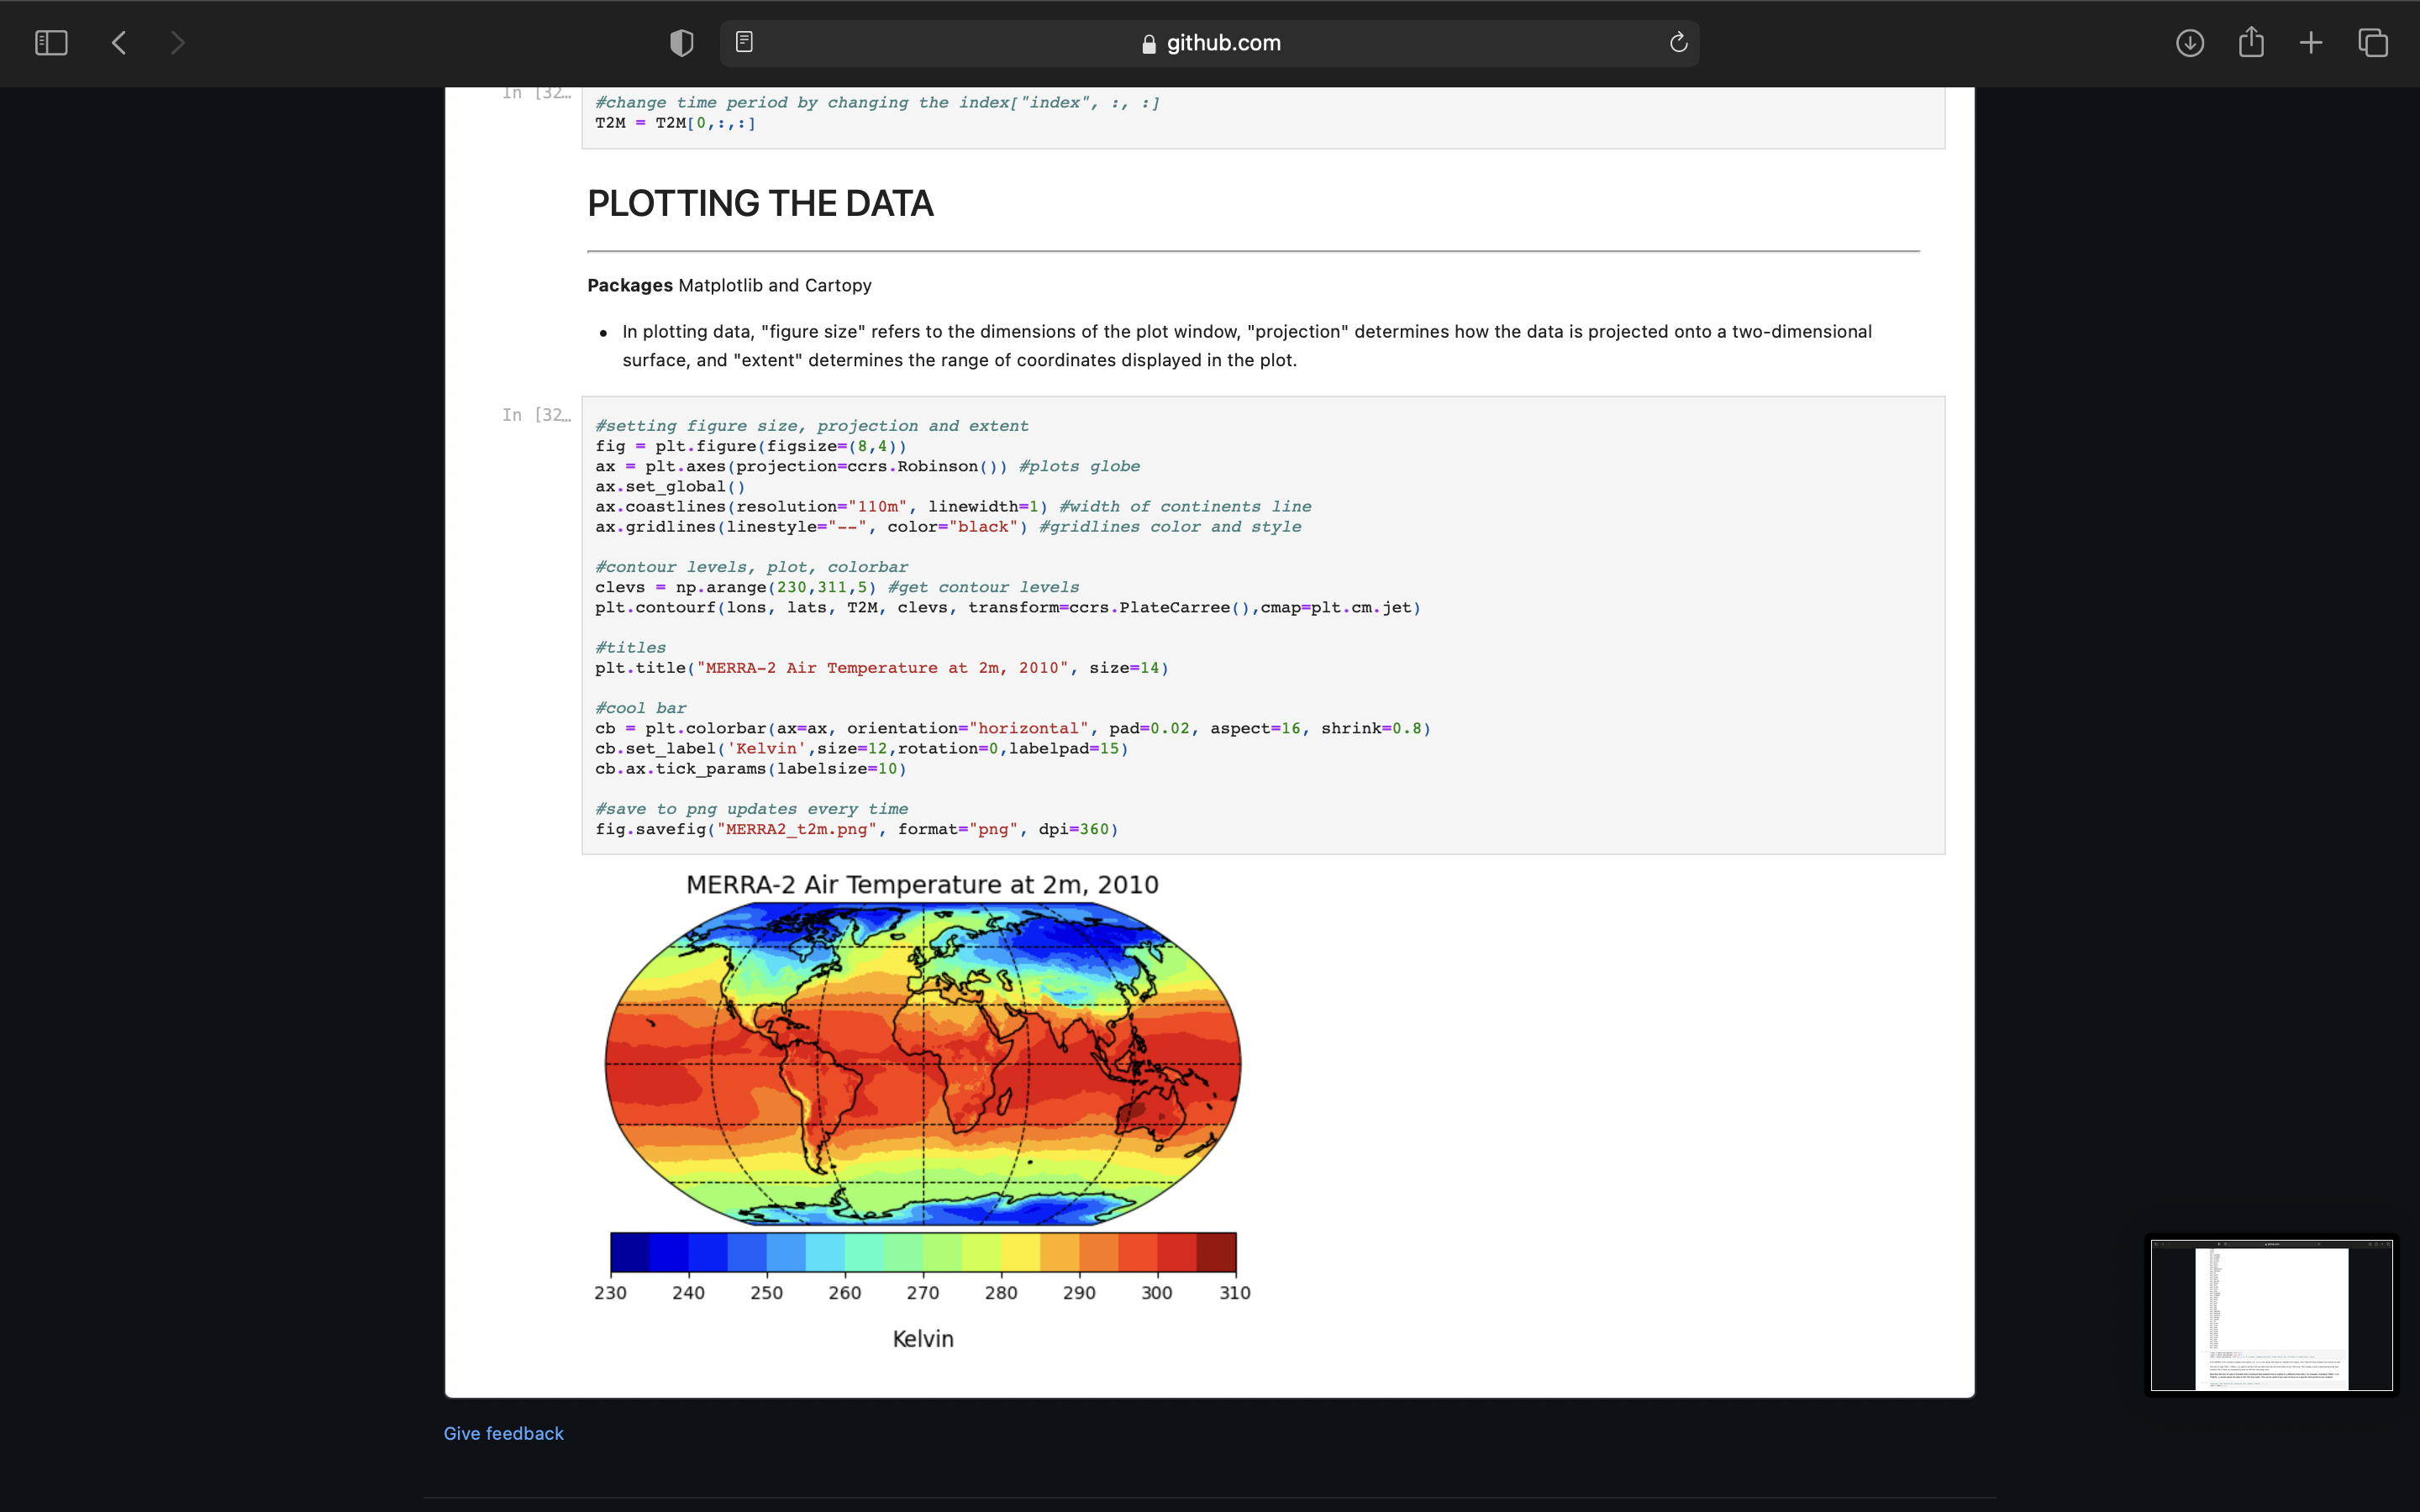 github.com
In [32…
#change time period by changing the index["index", :, :]
T2M = T2M[0,:,:]
PLOTTING THE DATA
Packages Matplotlib and Cartopy
• In plotting data, "figure size" refers to the dimensions of the plot window, "projection" determines how the data is projected onto a two-dimensional
surface, and "extent" determines the range of coordinates displayed in the plot.
In [32…
#setting figure size, projection and extent
fig = plt.figure(figsize=(8,4))
ax = plt.axes(projection=ccrs.Robinson()) #plots globe
ax.set_global()
ax.coastlines(resolution="110m", linewidth=1) #width of continents line
ax.gridlines(linestyle="--", color="black") #gridlines color and style
#contour levels, plot, colorbar
clevs = np.arange(230,311,5) #get contour levels
plt.contourf(lons, lats, T2M, clevs, transform=ccrs.PlateCarree(),cmap=plt.cm.jet)
#titles
plt.title("MERRA-2 Air Temperature at 2m, 2010", size=14)
#cool bar
cb = plt.colorbar(ax=ax, orientation="horizontal", pad=0.02, aspect=16, shrink=0.8)
cb.set_label('Kelvin',size=12,rotation=0,labelpad=15)
cb.ax.tick_params(labelsize=10)
#save to png updates every time
fig.savefig("MERRA2_t2m.png", format="png", dpi=360)
MERRA-2 Air Temperature at 2m, 2010
230 240 250 260 270 280 290 300 310
Kelvin
Give feedback